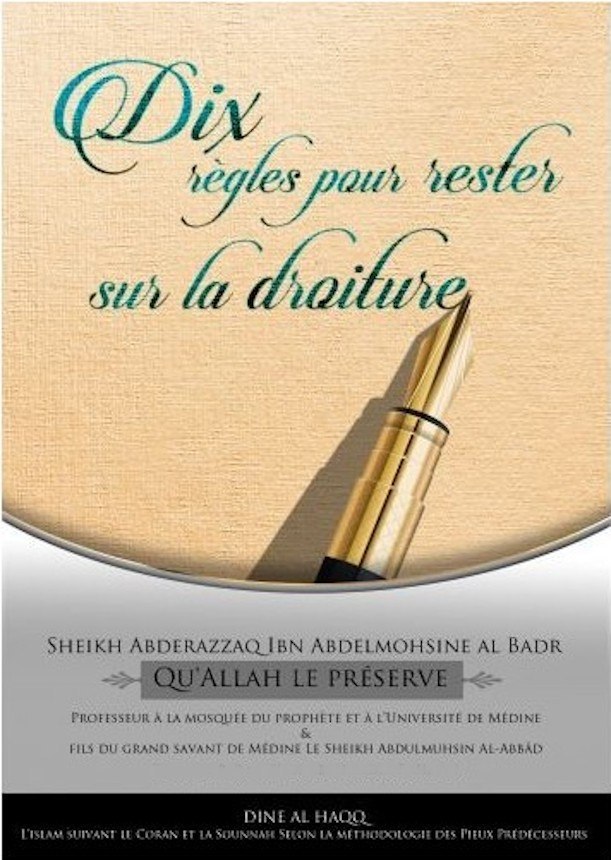 Dix
règles pour rester
sur la droiture
Sheikh Abderazzaq Ibn Abdelmohsine al Badr
Qu'Allah le préserve
Professeur à la mosquée du prophète et à l'Université de Médine
&
fils du grand savant de Médine Le Sheikh Abdulmuhsin Al-Abbâd
DINE AL HAQQ
L'islam suivant le Coran et la Sounnah Selon la méthodologie des Pieux Prédécesseurs